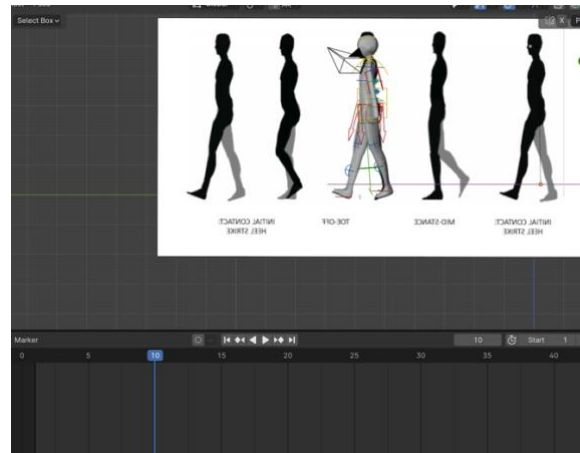 Select Box
X
INITIAL CONTACT:
HEEL STRIKE
TOE-OFF
MID-STANCE
INITIAL CONTACT:
HEEL STRIKE
Marker
10
Start
1
0
5
10
15
20
25
30
35
40